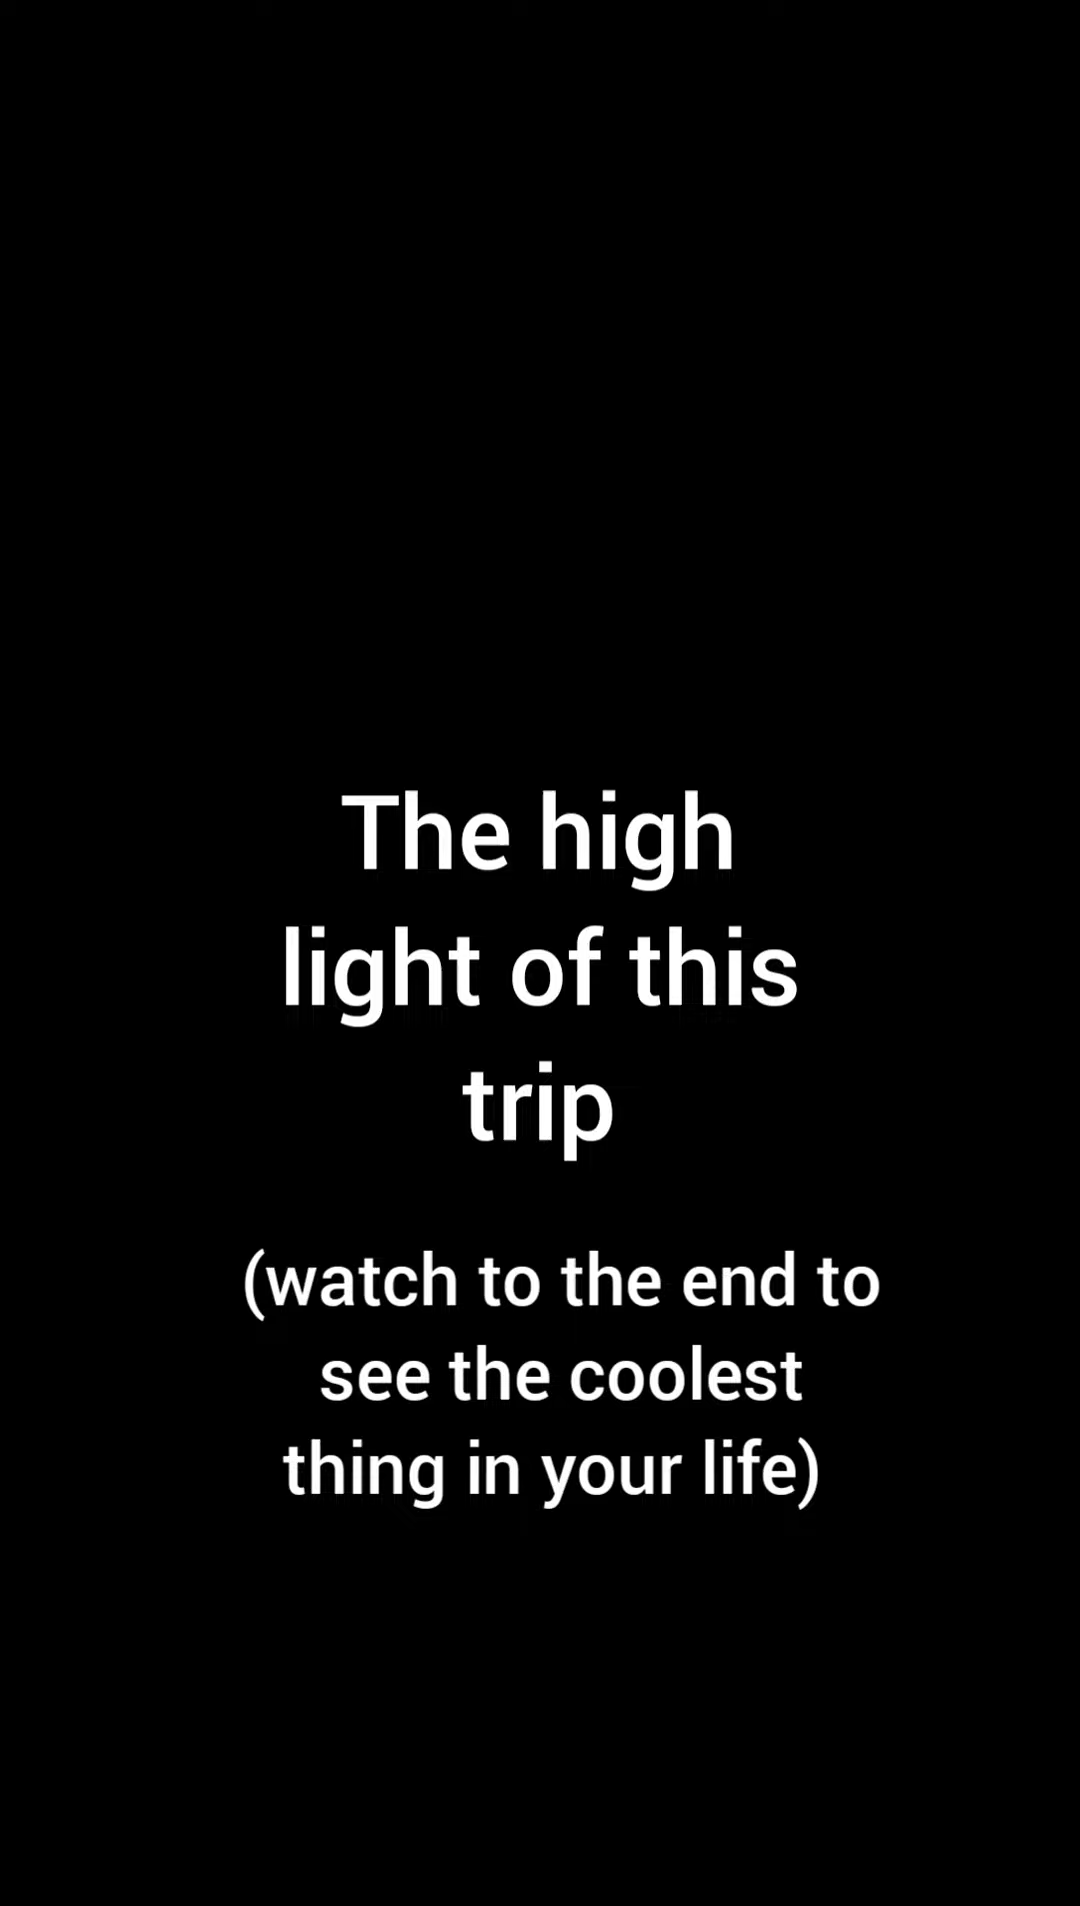 The high
light of this
trip
(watch to the end to
see the coolest
thing in your life)